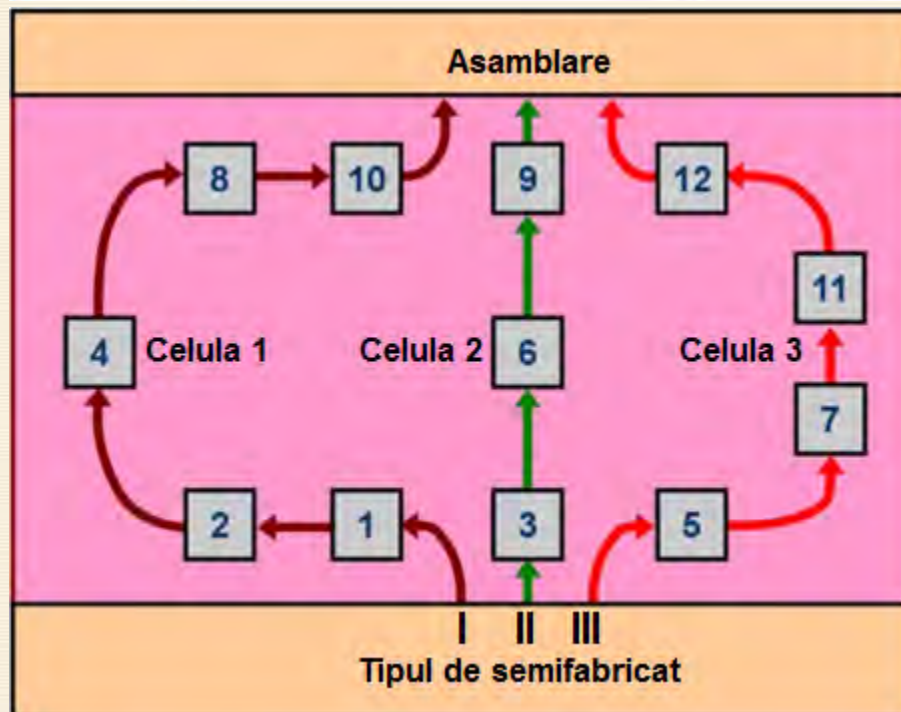 Asamblare
8 10 9 12
11
4 Celula 1 Celula 2 6 Celula 3
7
2 1 3 5
I II III
Tipul de semifabricat